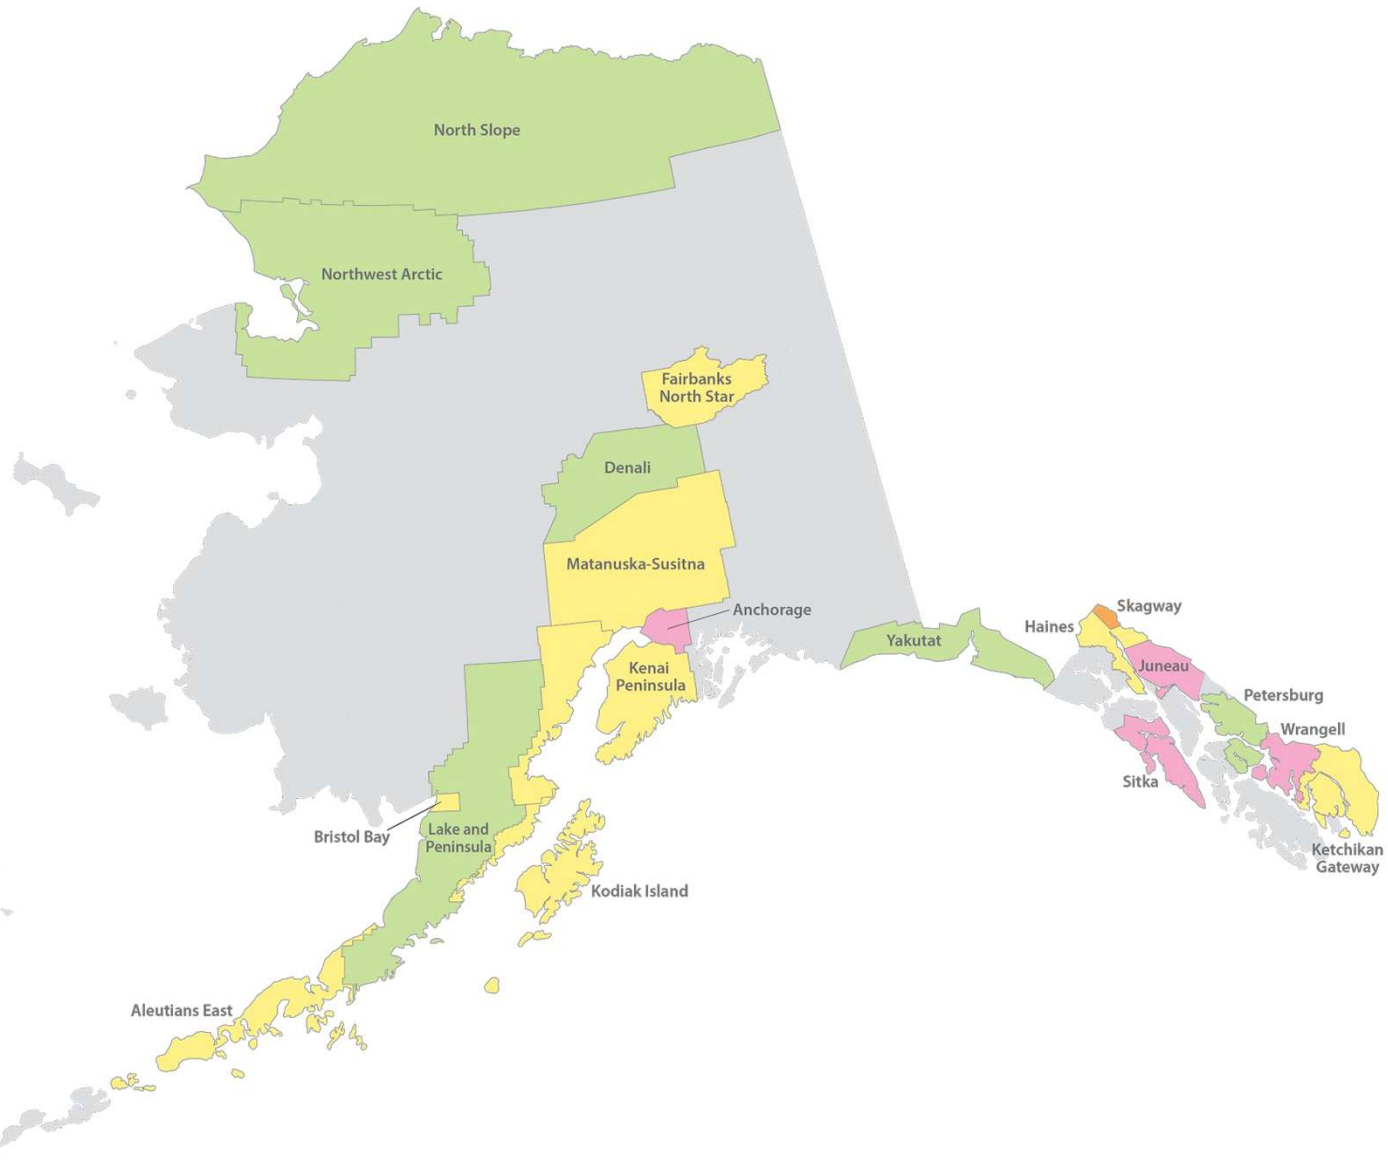 North Slope
Northwest Arctic
Fairbanks
North Star
Denali
Matanuska-Susitna
Anchorage
Kenai
Peninsula
Yakutat
Skagway
Haines
Juneau
Petersburg
Wrangell
Sitka
Ketchikan
Gateway
Bristol Bay
Lake and
Peninsula
Kodiak Island
Aleutians East